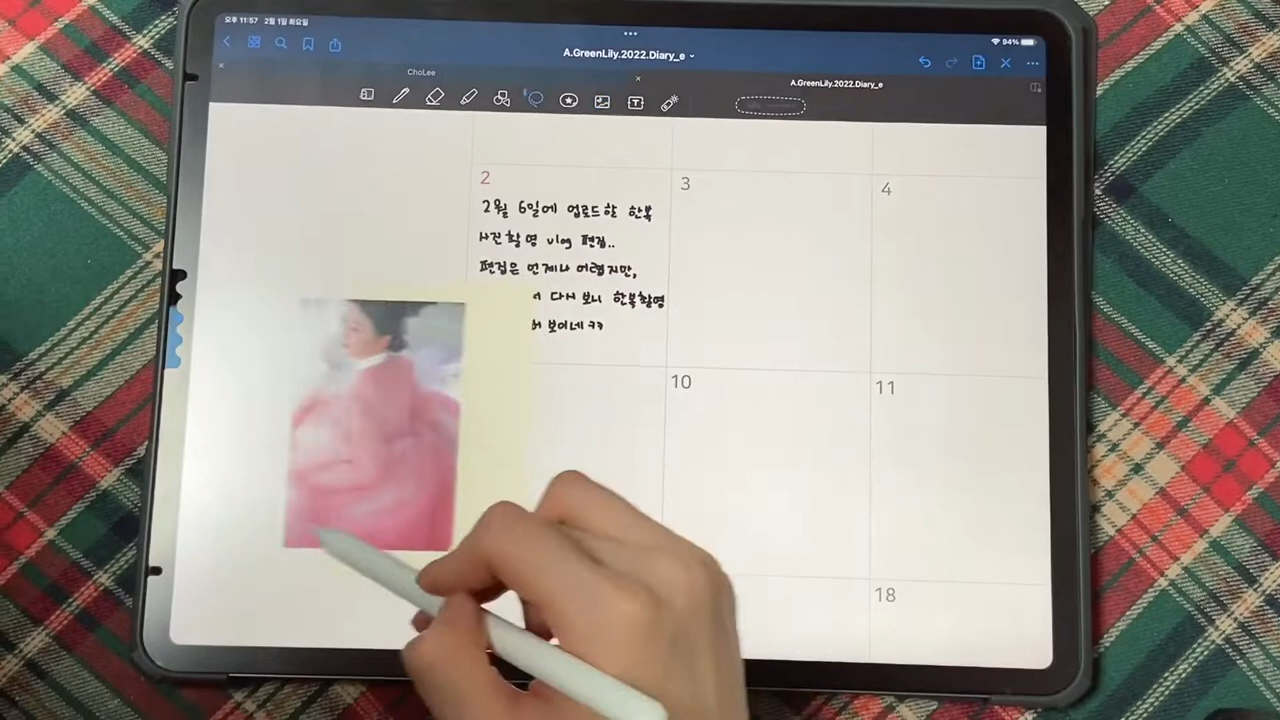 오후 11:57 2월 1일 화요일
94%
A.GreenLily.2022.Diary_e
ChoLee
A.GreenLily.2022.Diary_e
2
3
4
2월 6일에 업로드할 한복
사진촬영 vlog 편집..
편집은 언제나 어렵지만,
다시 보니 한복촬영
보이네 ㅋㅋ
10
11
18